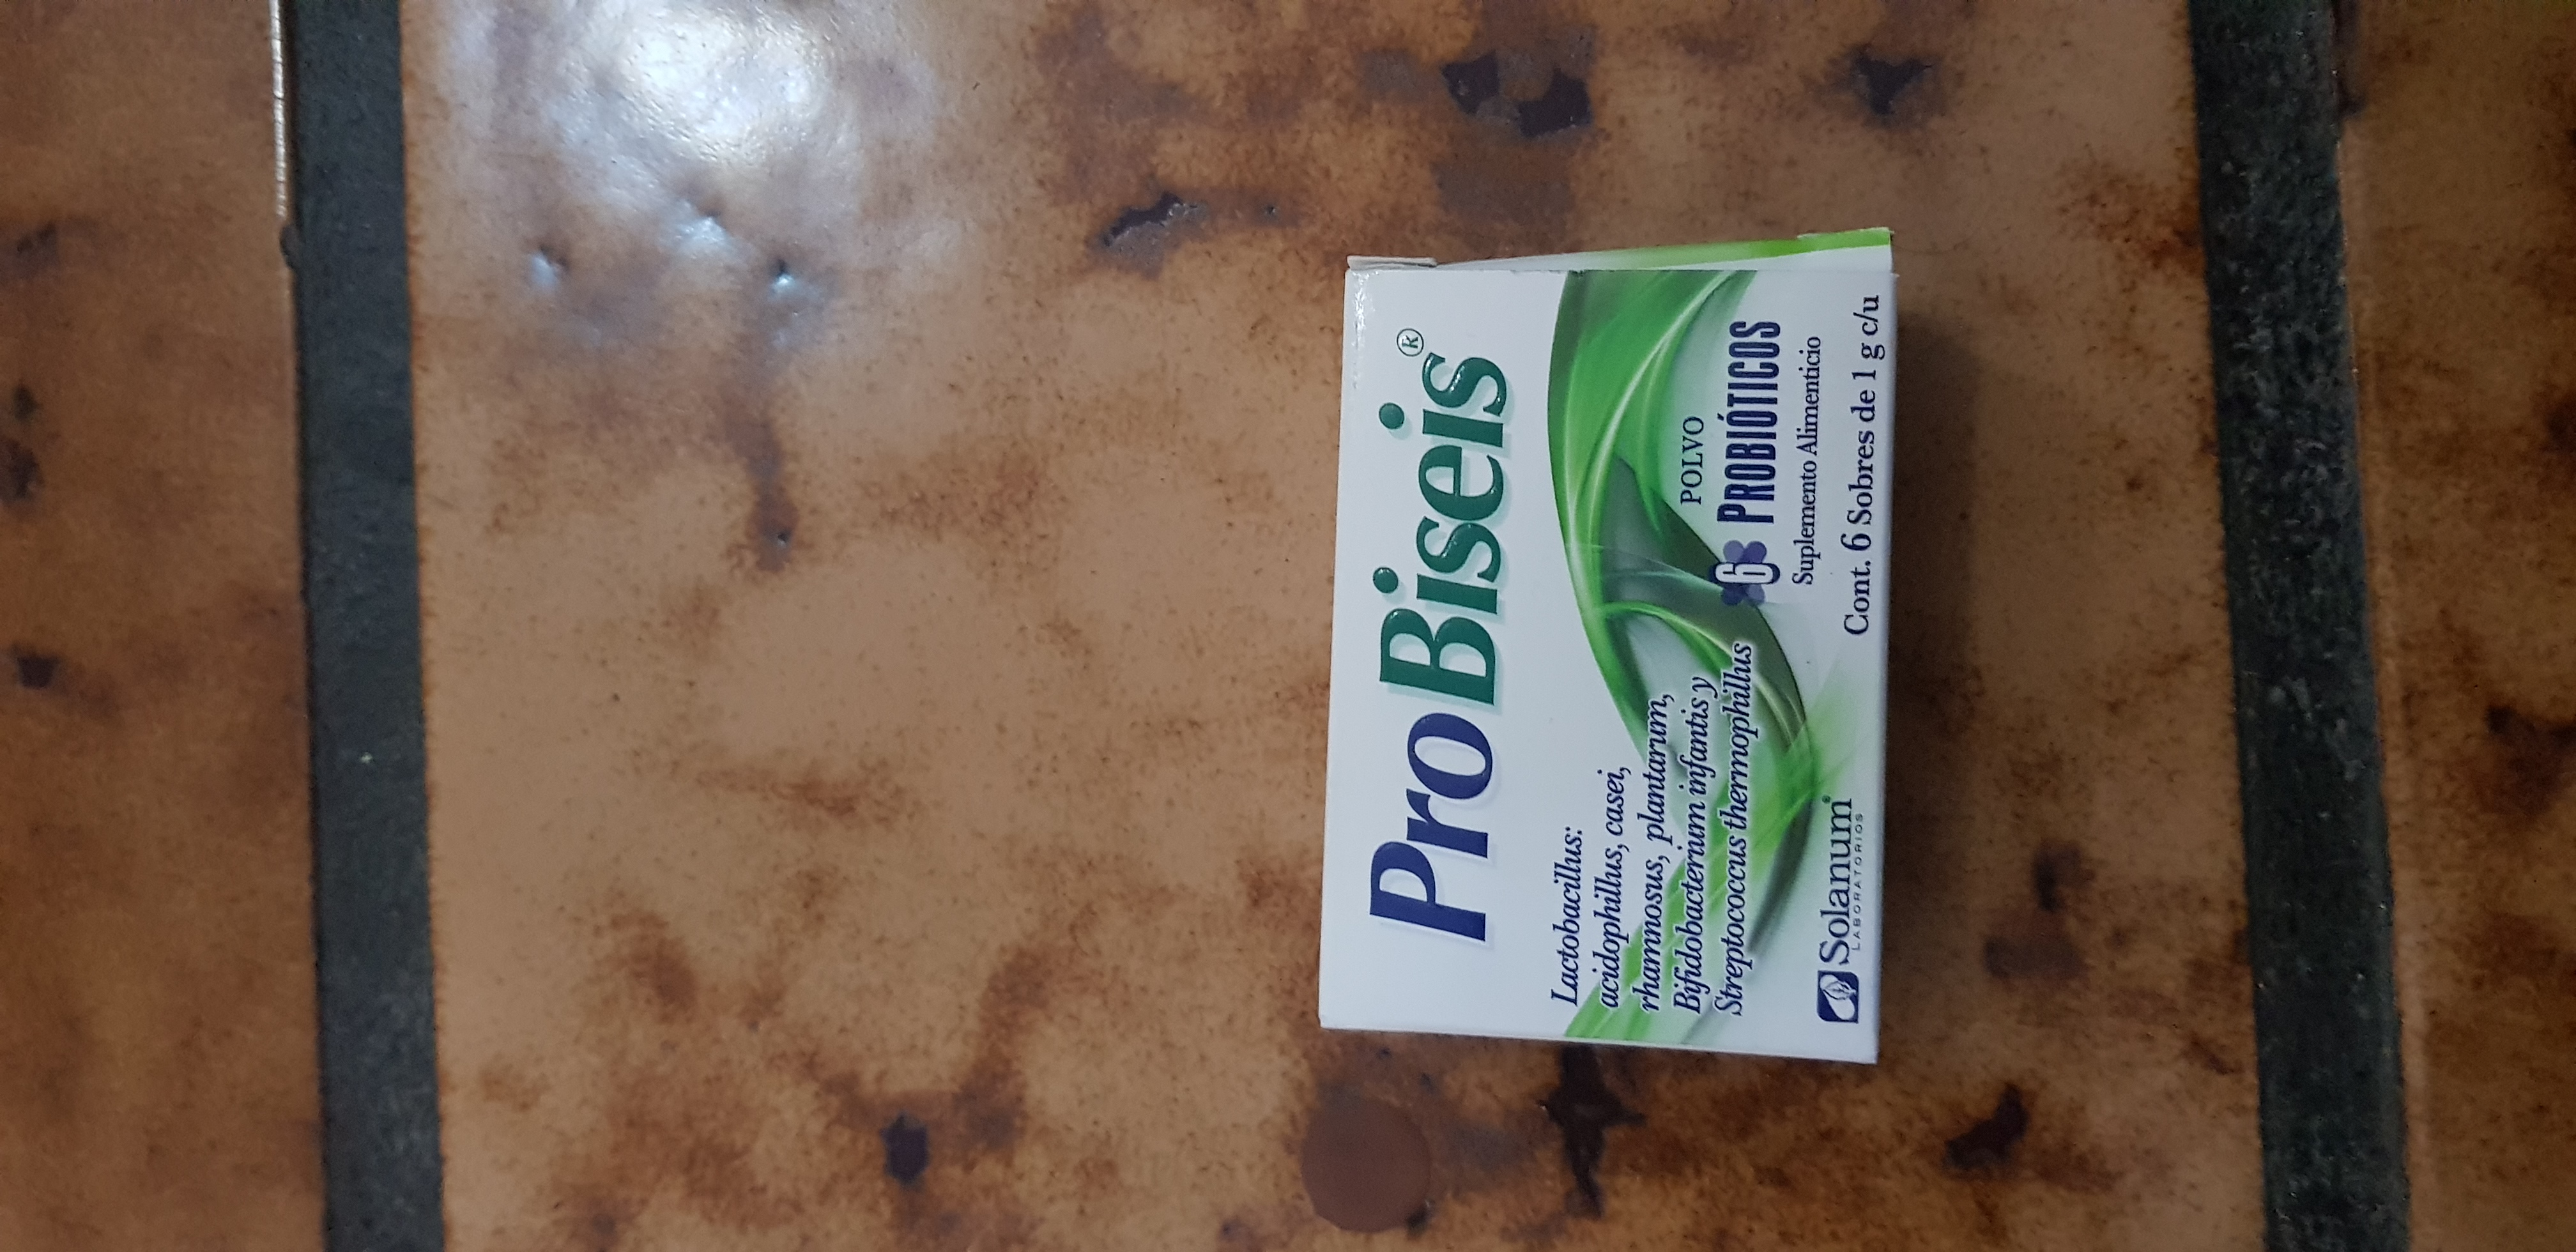 ProBiseis®
Lactobacillus:
acidophillus, casei,
rhamnosus, plantarum,
Bifidobacterium infantis y
Streptococcus thermophillus
POLVO
6 PROBIÓTICOS
Suplemento Alimenticio
Solanum®
LABORATORIOS
Cont. 6 Sobres de 1 g c/u